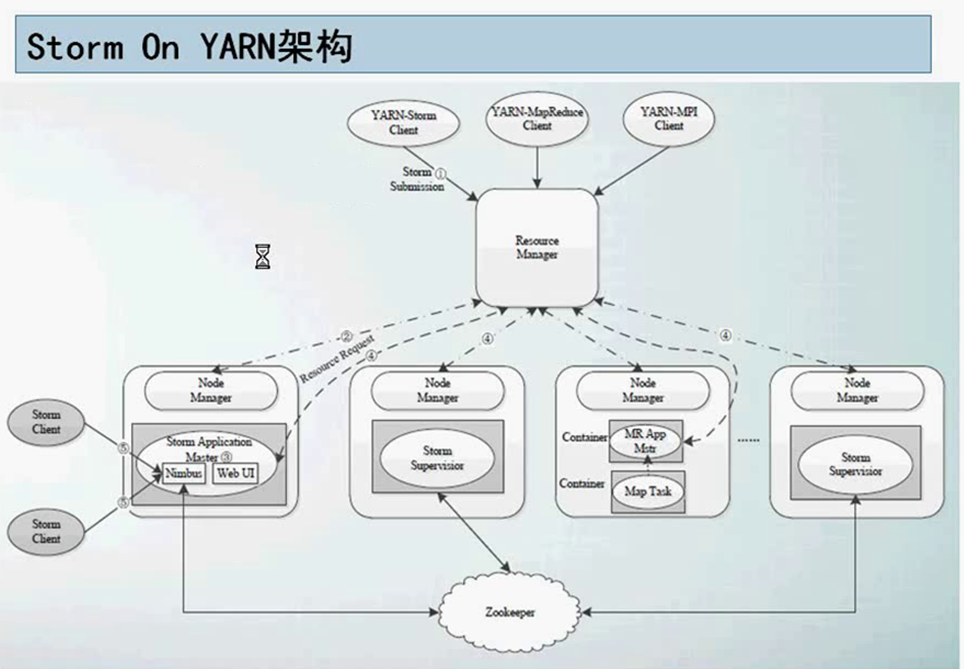 Storm On YARN架构
YARN-Storm
Client
YARN-MapReduce
Client
YARN-MPI
Client
Storm ①
Submission
Resource
Manager
②
Resource Request
④
④
④
Node
Manager
Node
Manager
Node
Manager
Node
Manager
Storm
Client
⑤
Storm Application
Master ③
Nimbus
Web UI
Storm
Supervisior
Container
MR App
Mstr
Container
Map Task
......
Storm
Supervisior
⑤
Storm
Client
Zookeeper